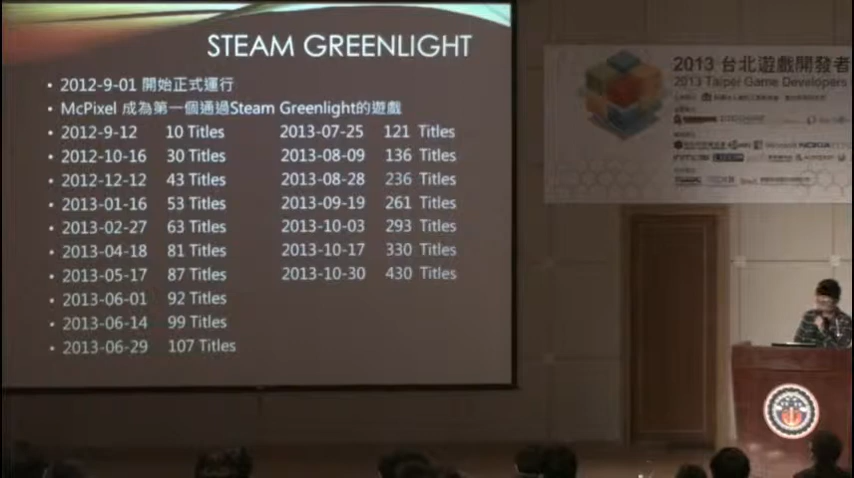 STEAM GREENLIGHT
• 2012-9-01 開始正式運行
• McPixel 成為第一個通過Steam Greenlight的遊戲
• 2012-9-12 10 Titles
• 2012-10-16 30 Titles
• 2012-12-12 43 Titles
• 2013-01-16 53 Titles
• 2013-02-27 63 Titles
• 2013-04-18 81 Titles
• 2013-05-17 87 Titles
• 2013-06-01 92 Titles
• 2013-06-14 99 Titles
• 2013-06-29 107 Titles
2013-07-25 121 Titles
2013-08-09 136 Titles
2013-08-28 236 Titles
2013-09-19 261 Titles
2013-10-03 293 Titles
2013-10-17 330 Titles
2013-10-30 430 Titles
2013 台北遊戲開發者
2013 Taipei Game Developers
Microsoft NOKIA